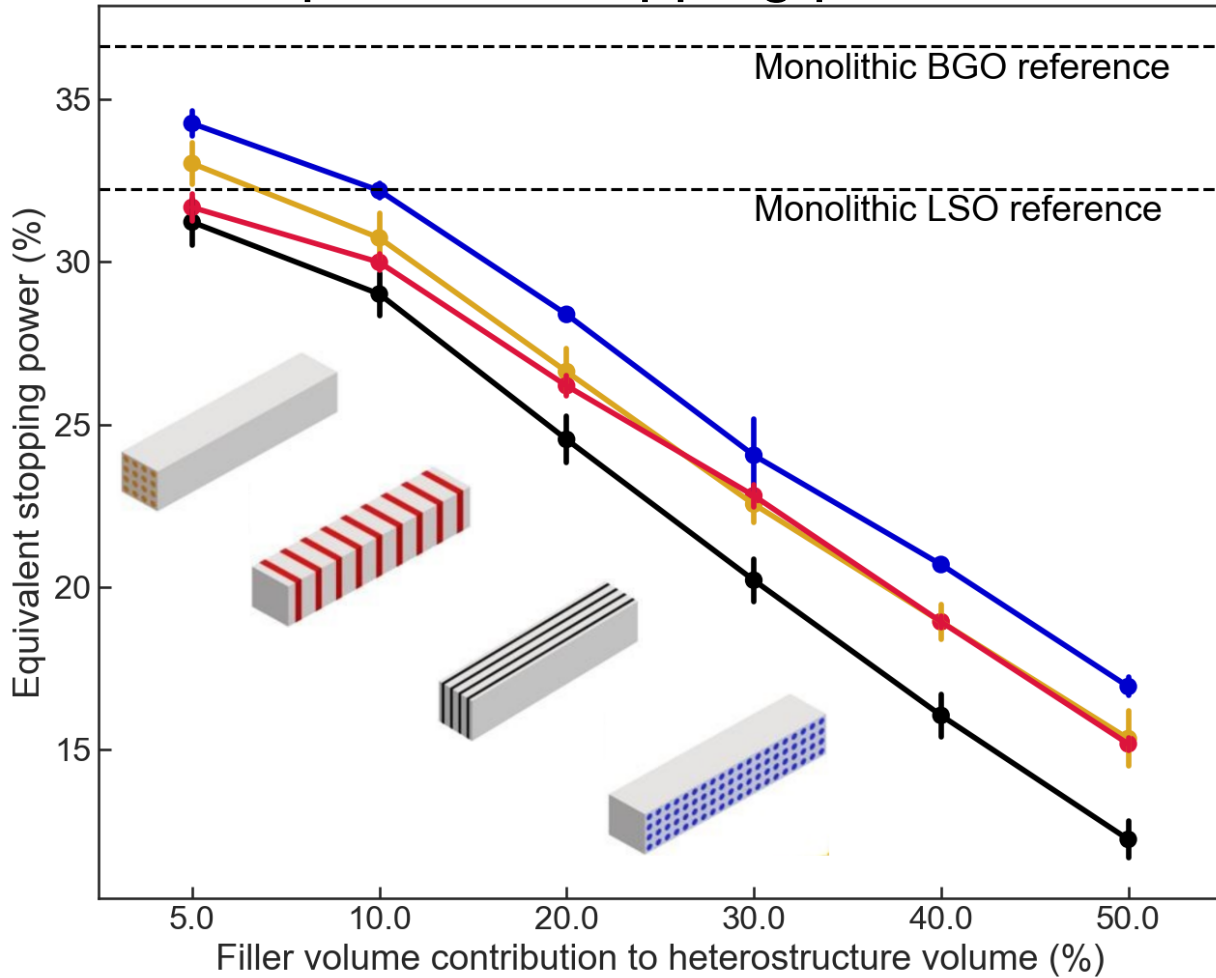 Monolithic BGO reference
Monolithic LSO reference
Equivalent stopping power (%)
35
30
25
20
15
5.0 10.0 20.0 30.0 40.0 50.0
Filler volume contribution to heterostructure volume (%)